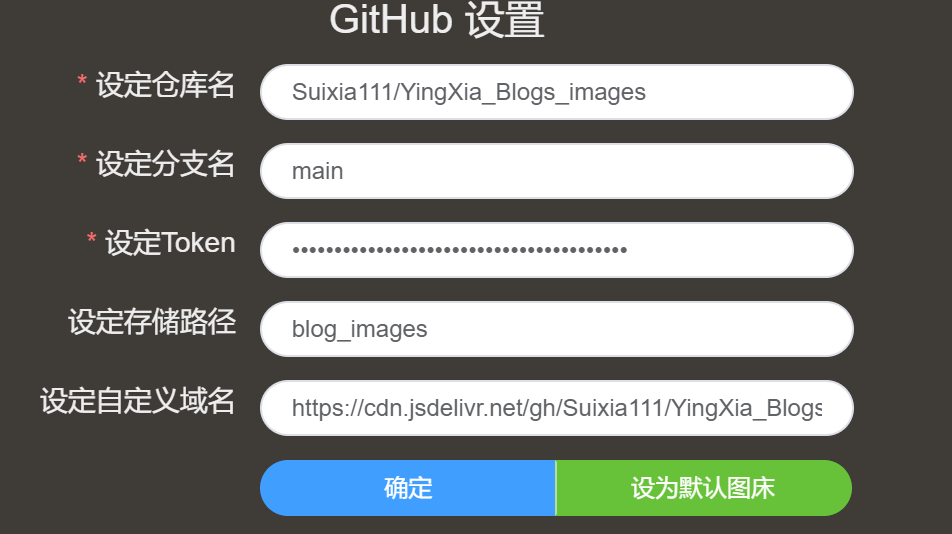 GitHub 设置
* 设定仓库名 Suixia111/YingXia_Blogs_images
* 设定分支名 main
* 设定Token ••••••••••••••••••••••••••••••••••••••••
设定存储路径 blog_images
设定自定义域名 https://cdn.jsdelivr.net/gh/Suixia111/YingXia_Blogs
确定 设为默认图床